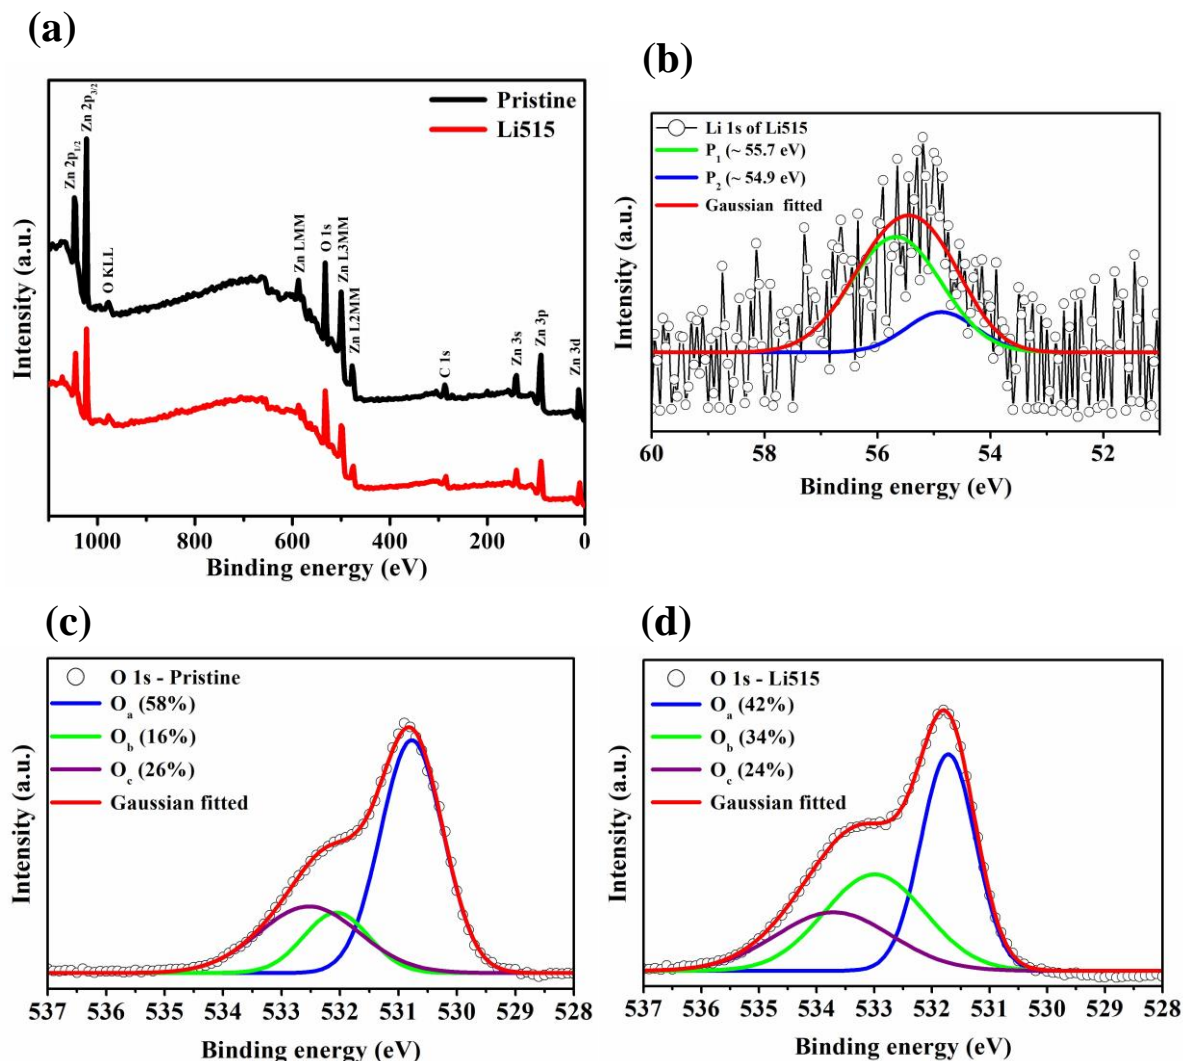 (a)
Pristine
Li515
Zn 2p1/2
Zn 2p3/2
O KLL
Zn LMM
O 1s
Zn L3MM
Zn L2MM
C 1s
Zn 3s
Zn 3p
Zn 3d
Intensity (a.u.)
1000 800 600 400 200 0
Binding energy (eV)
(b)
Li 1s of Li515
P1 (~ 55.7 eV)
P2 (~ 54.9 eV)
Gaussian fitted
Intensity (a.u.)
60 58 56 54 52
Binding energy (eV)
(c)
O 1s - Pristine
Oa (58%)
Ob (16%)
Oc (26%)
Gaussian fitted
Intensity (a.u.)
537 536 535 534 533 532 531 530 529 528
Binding energy (eV)
(d)
O 1s - Li515
Oa (42%)
Ob (34%)
Oc (24%)
Gaussian fitted
Intensity (a.u.)
537 536 535 534 533 532 531 530 529 528
Binding energy (eV)